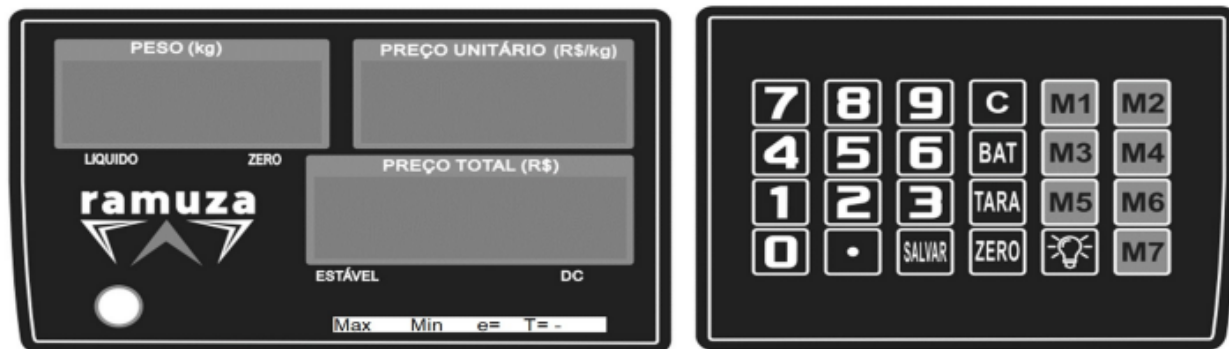 PESO (kg)
PREÇO UNITÁRIO (R$/kg)
LIQUIDO ZERO
PREÇO TOTAL (R$)
ramuza
ESTÁVEL DC
Max Min e= T= -
7 8 9 C M1 M2
4 5 6 BAT M3 M4
1 2 3 TARA M5 M6
0 . SALVAR ZERO M7